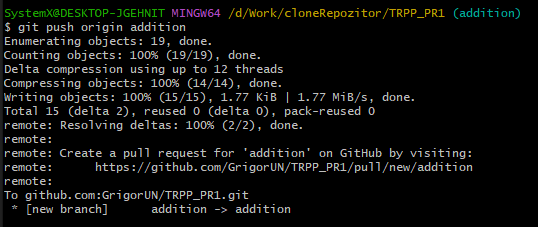 SystemX@DESKTOP-JGEHNIT MINGW64 /d/Work/cloneRepozitor/TRPP_PR1 (addition)
$ git push origin addition
Enumerating objects: 19, done.
Counting objects: 100% (19/19), done.
Delta compression using up to 12 threads
Compressing objects: 100% (14/14), done.
Writing objects: 100% (15/15), 1.77 KiB | 1.77 MiB/s, done.
Total 15 (delta 2), reused 0 (delta 0), pack-reused 0
remote: Resolving deltas: 100% (2/2), done.
remote:
remote: Create a pull request for 'addition' on GitHub by visiting:
remote:      https://github.com/GrigorUN/TRPP_PR1/pull/new/addition
remote:
To github.com:GrigorUN/TRPP_PR1.git
 * [new branch]      addition -> addition